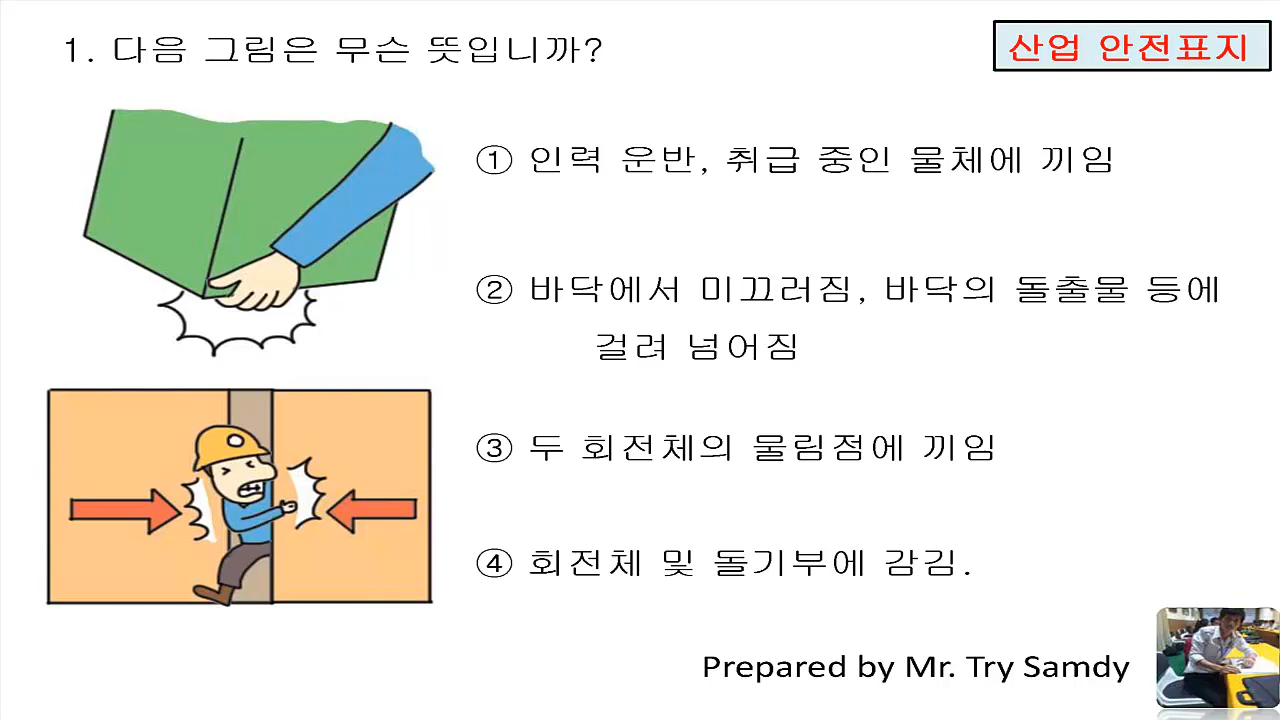 1. 다음 그림은 무슨 뜻입니까?
산업 안전표지
① 인력 운반, 취급 중인 물체에 끼임
② 바닥에서 미끄러짐, 바닥의 돌출물 등에
걸려 넘어짐
③ 두 회전체의 물림점에 끼임
④ 회전체 및 돌기부에 감김.
Prepared by Mr. Try Samdy